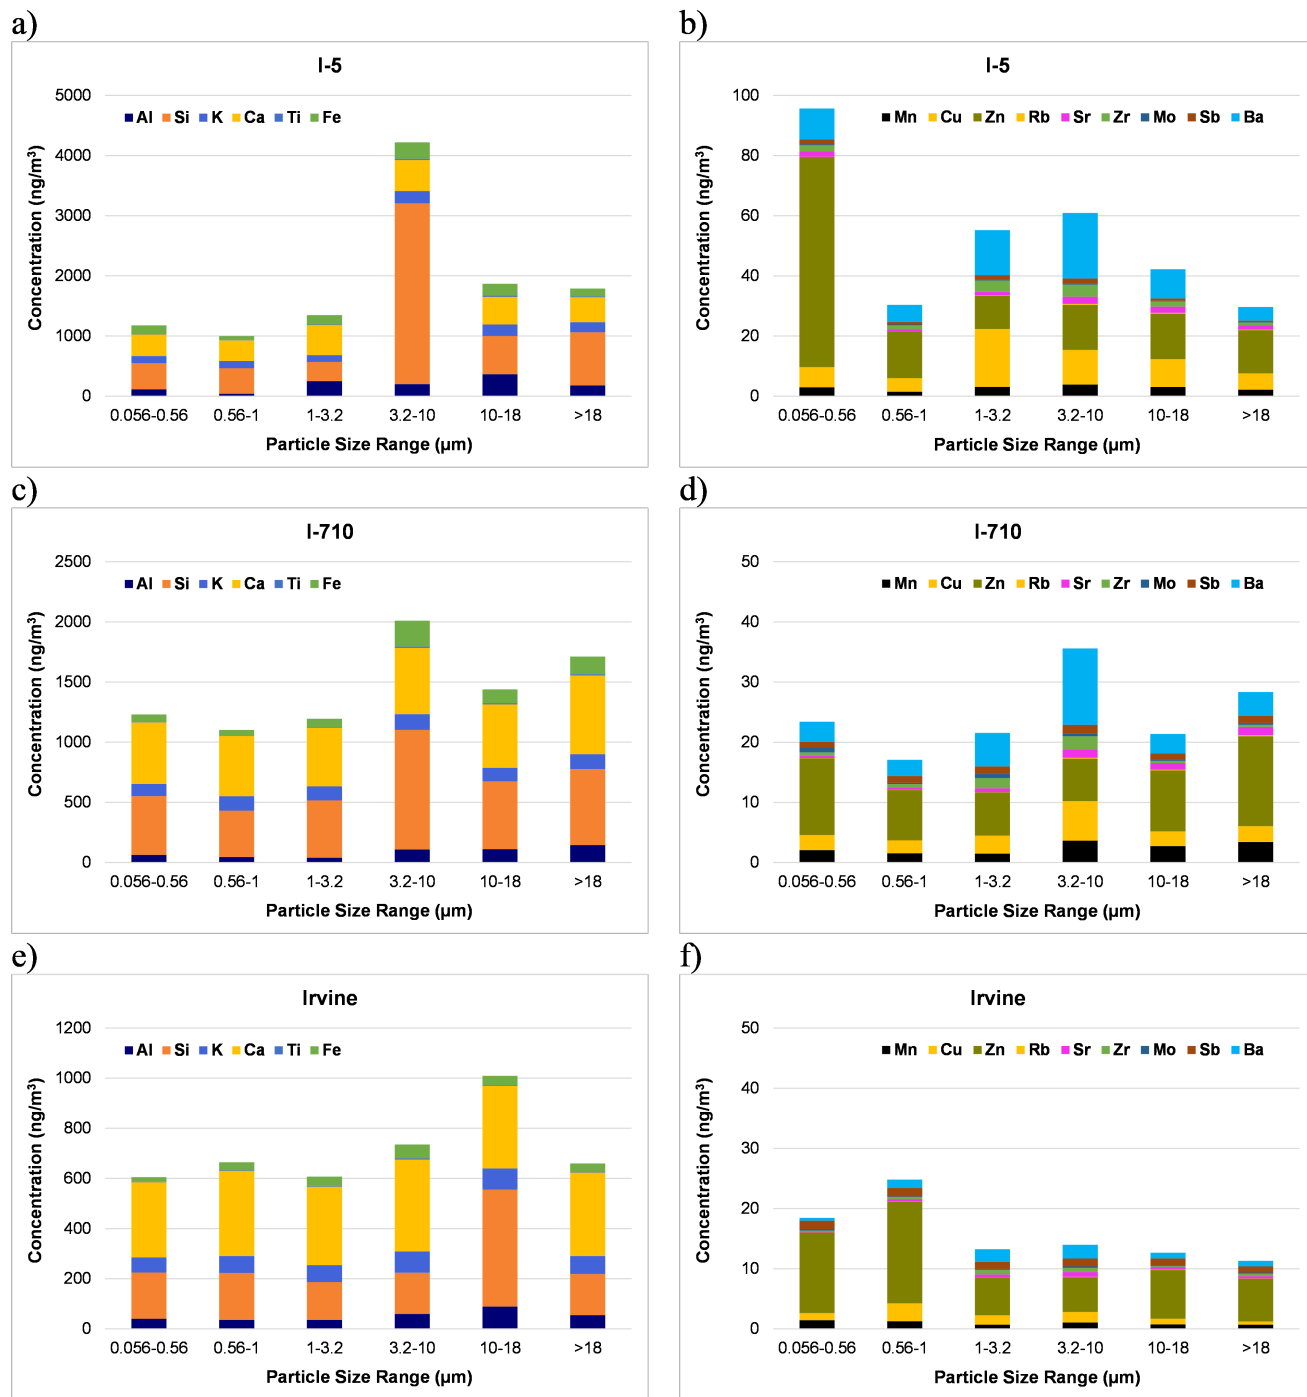 a)
I-5
Al Si K Ca Ti Fe
Concentration (ng/m³)
5000
4000
3000
2000
1000
0
0.056-0.56 0.56-1 1-3.2 3.2-10 10-18 >18
Particle Size Range (µm)
b)
I-5
Mn Cu Zn Rb Sr Zr Mo Sb Ba
Concentration (ng/m³)
100
80
60
40
20
0
0.056-0.56 0.56-1 1-3.2 3.2-10 10-18 >18
Particle Size Range (µm)
c)
I-710
Al Si K Ca Ti Fe
Concentration (ng/m³)
2500
2000
1500
1000
500
0
0.056-0.56 0.56-1 1-3.2 3.2-10 10-18 >18
Particle Size Range (µm)
d)
I-710
Mn Cu Zn Rb Sr Zr Mo Sb Ba
Concentration (ng/m³)
50
40
30
20
10
0
0.056-0.56 0.56-1 1-3.2 3.2-10 10-18 >18
Particle Size Range (µm)
e)
Irvine
Al Si K Ca Ti Fe
Concentration (ng/m³)
1200
1000
800
600
400
200
0
0.056-0.56 0.56-1 1-3.2 3.2-10 10-18 >18
Particle Size Range (µm)
f)
Irvine
Mn Cu Zn Rb Sr Zr Mo Sb Ba
Concentration (ng/m³)
50
40
30
20
10
0
0.056-0.56 0.56-1 1-3.2 3.2-10 10-18 >18
Particle Size Range (µm)